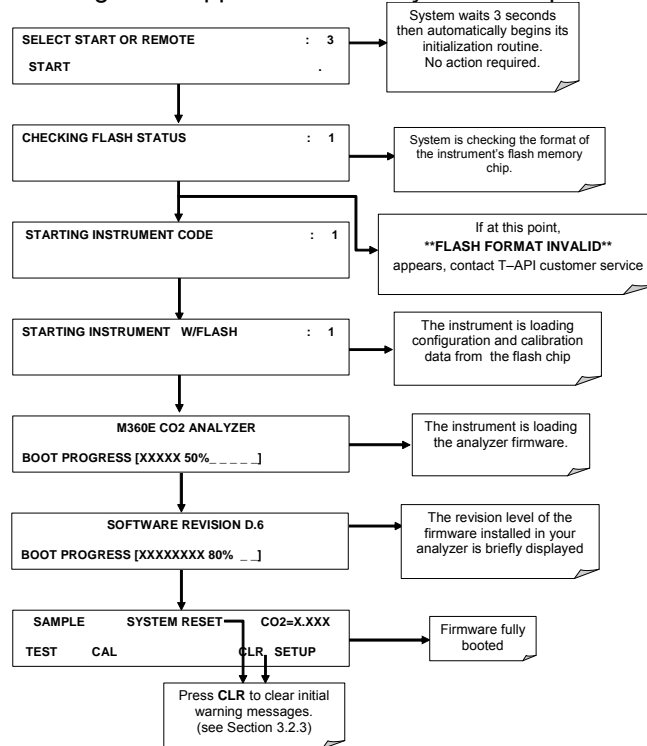 SELECT START OR REMOTE : 3
START .
System waits 3 seconds
then automatically begins its
initialization routine.
No action required.
CHECKING FLASH STATUS : 1
System is checking the format of
the instrument's flash memory
chip.
STARTING INSTRUMENT CODE : 1
If at this point,
**FLASH FORMAT INVALID**
appears, contact T–API customer service
STARTING INSTRUMENT W/FLASH : 1
The instrument is loading
configuration and calibration
data from the flash chip
M360E CO2 ANALYZER
BOOT PROGRESS [XXXXX 50%_ _ _ _ _]
The instrument is loading
the analyzer firmware.
SOFTWARE REVISION D.6
BOOT PROGRESS [XXXXXXXX 80% _ _]
The revision level of the
firmware installed in your
analyzer is briefly displayed
SAMPLE SYSTEM RESET CO2=X.XXX
TEST CAL CLR SETUP
Firmware fully
booted
Press CLR to clear initial
warning messages.
(see Section 3.2.3)